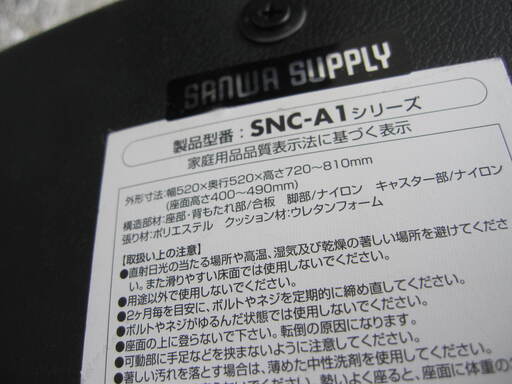 SANWA SUPPLY
製品型番：SNC-A1シリーズ
家庭用品品質表示法に基づく表示
外形寸法：幅520×奥行520×高さ720～810mm
(座面高さ400～490mm)
構造部材：座部・背もたれ部/合板　脚部/ナイロン　キャスター部/ナイロン
張り材：ポリエステル　クッション材：ウレタンフォーム
【取扱い上の注意】
●直射日光の当たる場所や高温、湿気及び乾燥の著しい場所を避けてくださ
い。また滑りやすい床面では使用しないでください。
●用途以外で使用しないでください。
●2ヶ月毎を目安に、ボルトやネジを定期的に締め直してください。
●ボルトやネジがゆるんだ状態では使用しないでください。
●座面の上に登らないで下さい。転倒の原因になります。
●可動部に手足などを挟まないように注意してください。
●著しい汚れを落とす場合は、薄めた中性洗剤を使用してください。
勢いよく座ると、座面に体重の